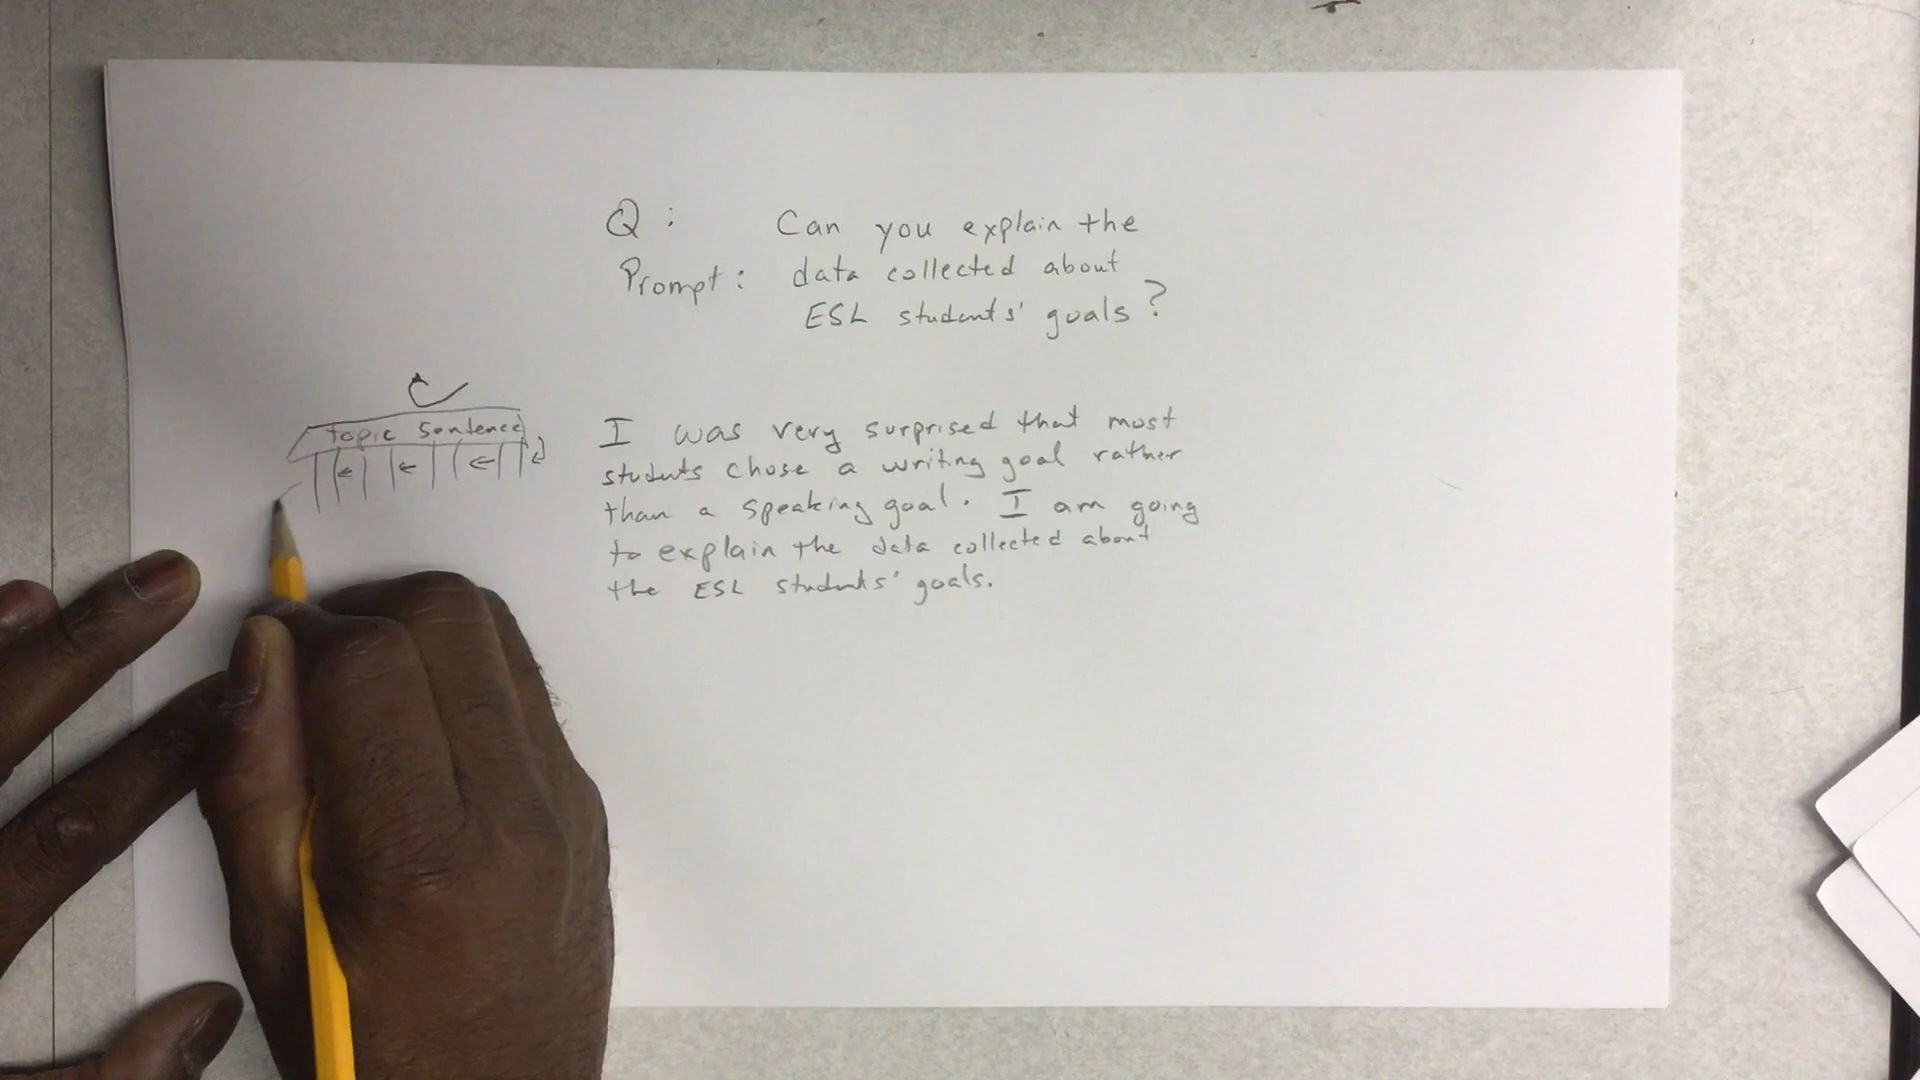 Q : Can you explain the
Prompt : data collected about
ESL students' goals ?
Topic Sentence
I was very surprised that most
students chose a writing goal rather
than a speaking goal. I am going
to explain the data collected about
the ESL students' goals.